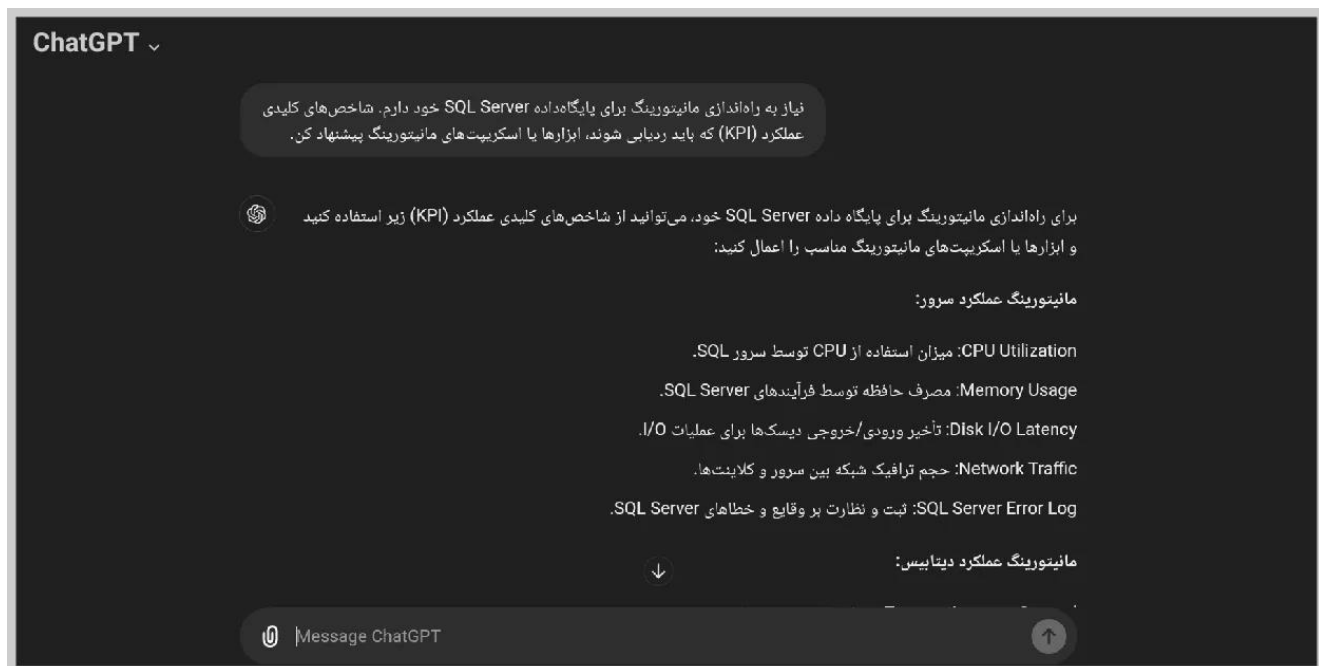 ChatGPT
نیاز به راه‌اندازی مانیتورینگ برای پایگاه‌داده SQL Server خود دارم. شاخص‌های کلیدی
عملکرد (KPI) که باید ردیابی شوند، ابزارها یا اسکریپت‌های مانیتورینگ پیشنهاد کن.
برای راه‌اندازی مانیتورینگ برای پایگاه داده SQL Server خود، می‌توانید از شاخص‌های کلیدی عملکرد (KPI) زیر استفاده کنید
و ابزارها یا اسکریپت‌های مانیتورینگ مناسب را اعمال کنید:
مانیتورینگ عملکرد سرور:
CPU Utilization: میزان استفاده از CPU توسط سرور SQL.
Memory Usage: مصرف حافظه توسط فرآیندهای SQL Server.
Disk I/O Latency: تأخیر ورودی/خروجی دیسک‌ها برای عملیات I/O.
Network Traffic: حجم ترافیک شبکه بین سرور و کلاینت‌ها.
SQL Server Error Log: ثبت و نظارت بر وقایع و خطاهای SQL Server.
مانیتورینگ عملکرد دیتابیس:
Message ChatGPT